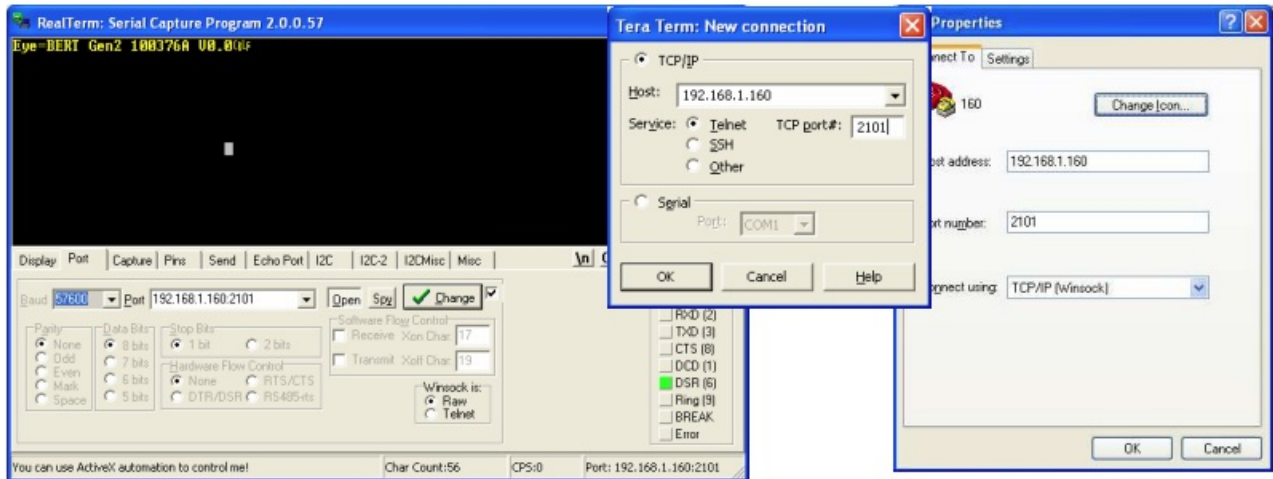 RealTerm: Serial Capture Program 2.0.0.57
Eye=BERT Gen2 100376A V0.0
Display Port Capture Pins Send Echo Port I2C I2C-2 I2CMisc Misc \n
Baud 57600 Port 192.168.1.160:2101 Open Spy Change
Parity
None
Odd
Even
Mark
Space
Data Bits
8 bits
7 bits
6 bits
5 bits
Stop Bits
1 bit 2 bits
Hardware Flow Control
None RTS/CTS
DTR/DSR RS485-rts
Software Flow Control
Receive Xon Char: 17
Transmit Xoff Char: 19
Winsock is:
Raw
Telnet
RXD (2)
TXD (3)
CTS (8)
DCD (1)
DSR (6)
Ring (9)
BREAK
Error
You can use ActiveX automation to control me! Char Count:56 CPS:0 Port: 192.168.1.160:2101
Tera Term: New connection
TCP/IP
Host: 192.168.1.160
Service: Telnet TCP port#: 2101
SSH
Other
Serial
Port: COM1
OK Cancel Help
Properties
Settings
160 Change Icon...
192.168.1.160
2101
TCP/IP (Winsock)
OK Cancel